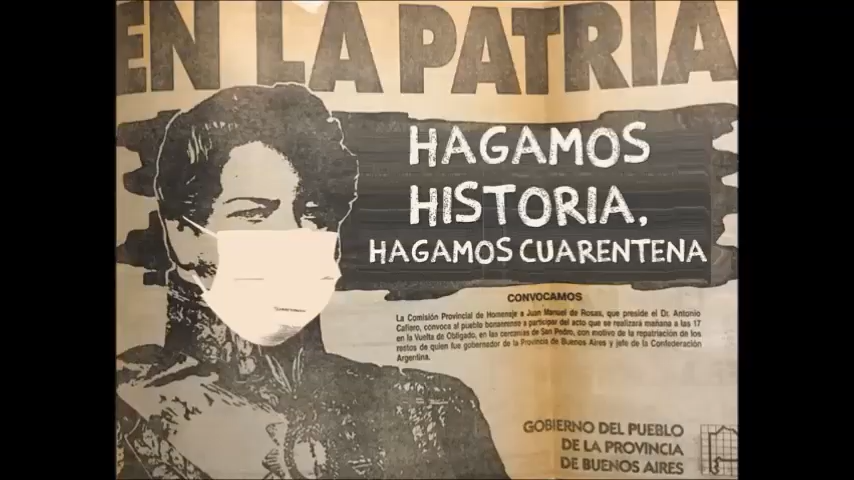 EN LA PATRIA
HAGAMOS
HISTORIA,
HAGAMOS CUARENTENA
CONVOCAMOS
La Comisión Provincial de Homenaje a Juan Manuel de Rosas, que preside el Dr. Antonio
Cafiero, convoca al pueblo bonaerense a participar del acto que se realizará mañana a las 17
en la Vuelta de Obligado, en las cercanías de San Pedro, con motivo de la repatriación de los
restos de quien fue gobernador de la Provincia de Buenos Aires y jefe de la Confederación
Argentina.
GOBIERNO DEL PUEBLO
DE LA PROVINCIA
DE BUENOS AIRES